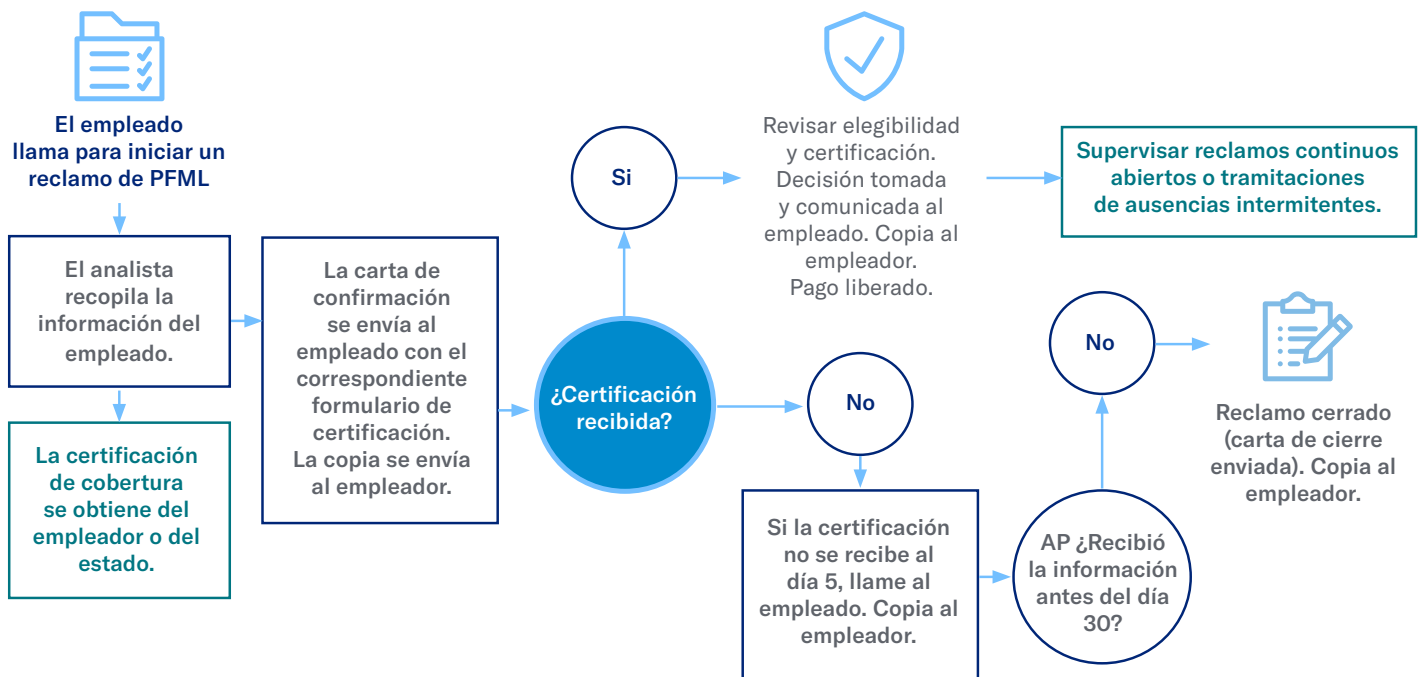 El empleado
llama para iniciar un
reclamo de PFML
El analista
recopila la
información del
empleado.
La certificación
de cobertura
se obtiene del
empleador o del
estado.
La carta de
confirmación
se envía al
empleado con el
correspondiente
formulario de
certificación.
La copia se envía
al empleador.
¿Certificación
recibida?
Si
Revisar elegibilidad
y certificación.
Decisión tomada
y comunicada al
empleado. Copia al
empleador.
Pago liberado.
Supervisar reclamos continuos
abiertos o tramitaciones
de ausencias intermitentes.
No
Si la certificación
no se recibe al
día 5, llame al
empleado. Copia al
empleador.
AP ¿Recibió
la información
antes del día
30?
No
Reclamo cerrado
(carta de cierre
enviada). Copia al
empleador.